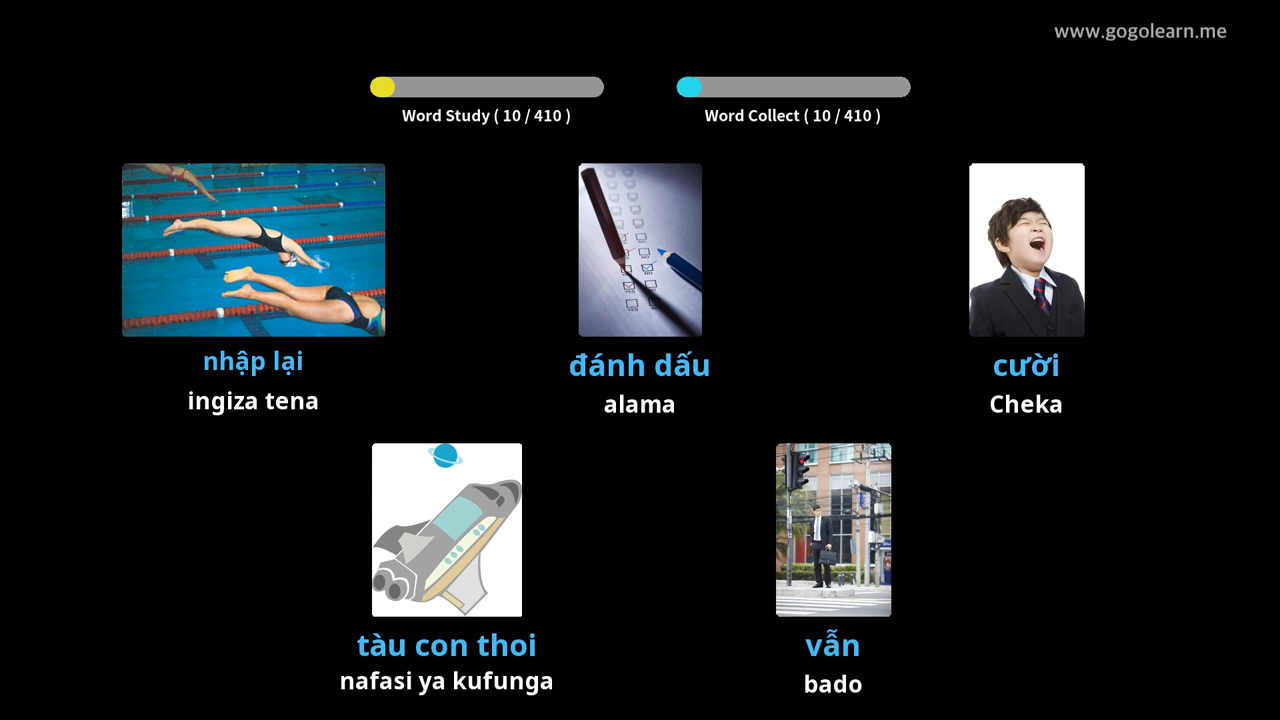 www.gogolearn.me
Word Study ( 10 / 410 )
Word Collect ( 10 / 410 )
nhập lại
ingiza tena
đánh dấu
alama
cười
Cheka
tàu con thoi
nafasi ya kufunga
vẫn
bado